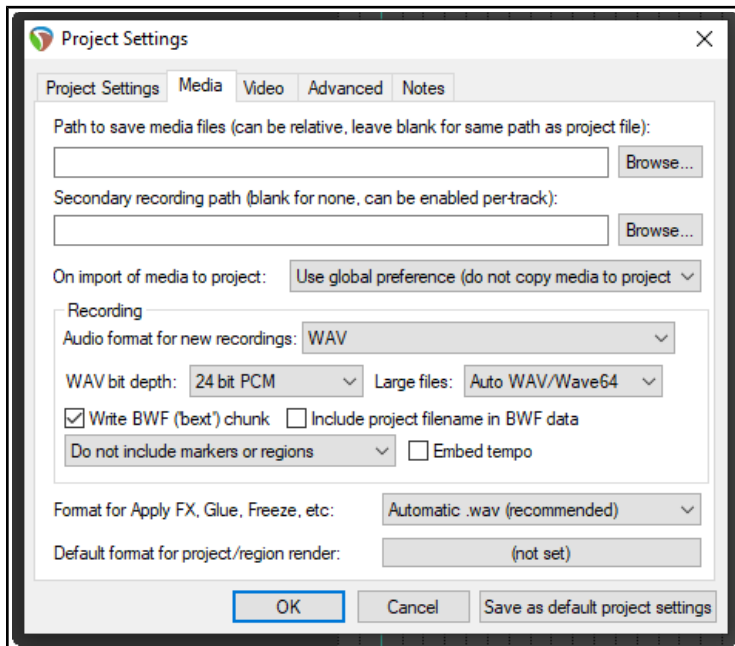 Project Settings
Project Settings Media Video Advanced Notes
Path to save media files (can be relative, leave blank for same path as project file):
Browse...
Secondary recording path (blank for none, can be enabled per-track):
Browse...
On import of media to project: Use global preference (do not copy media to project
Recording
Audio format for new recordings: WAV
WAV bit depth: 24 bit PCM Large files: Auto WAV/Wave64
Write BWF ('bext') chunk Include project filename in BWF data
Do not include markers or regions Embed tempo
Format for Apply FX, Glue, Freeze, etc: Automatic .wav (recommended)
Default format for project/region render: (not set)
OK Cancel Save as default project settings